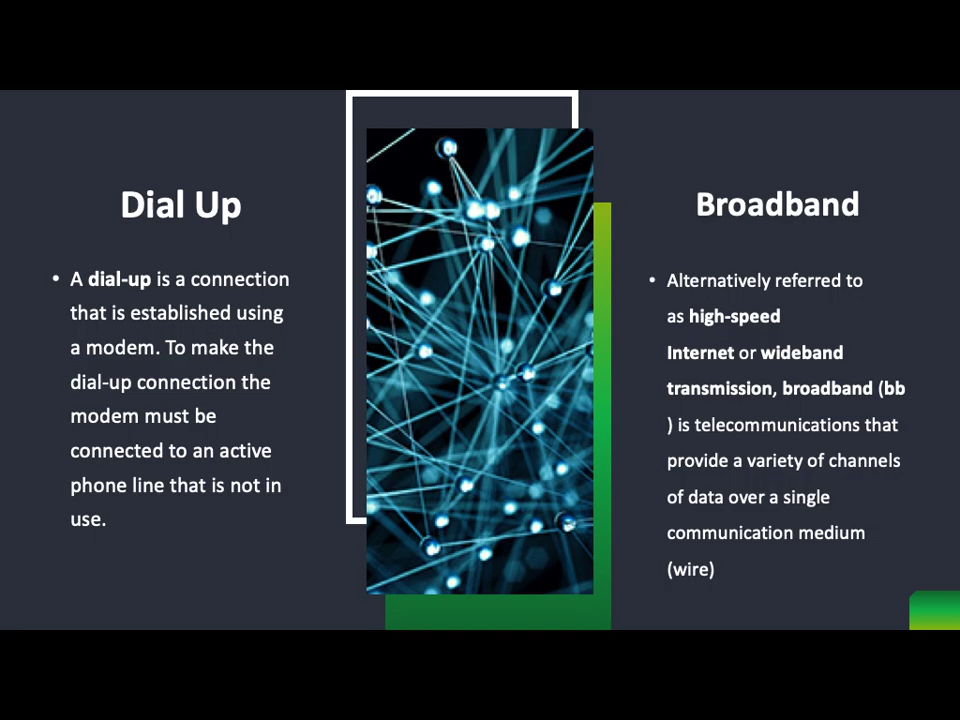 Dial Up
• A dial-up is a connection
that is established using
a modem. To make the
dial-up connection the
modem must be
connected to an active
phone line that is not in
use.
Broadband
• Alternatively referred to
as high-speed
Internet or wideband
transmission, broadband (bb
) is telecommunications that
provide a variety of channels
of data over a single
communication medium
(wire)